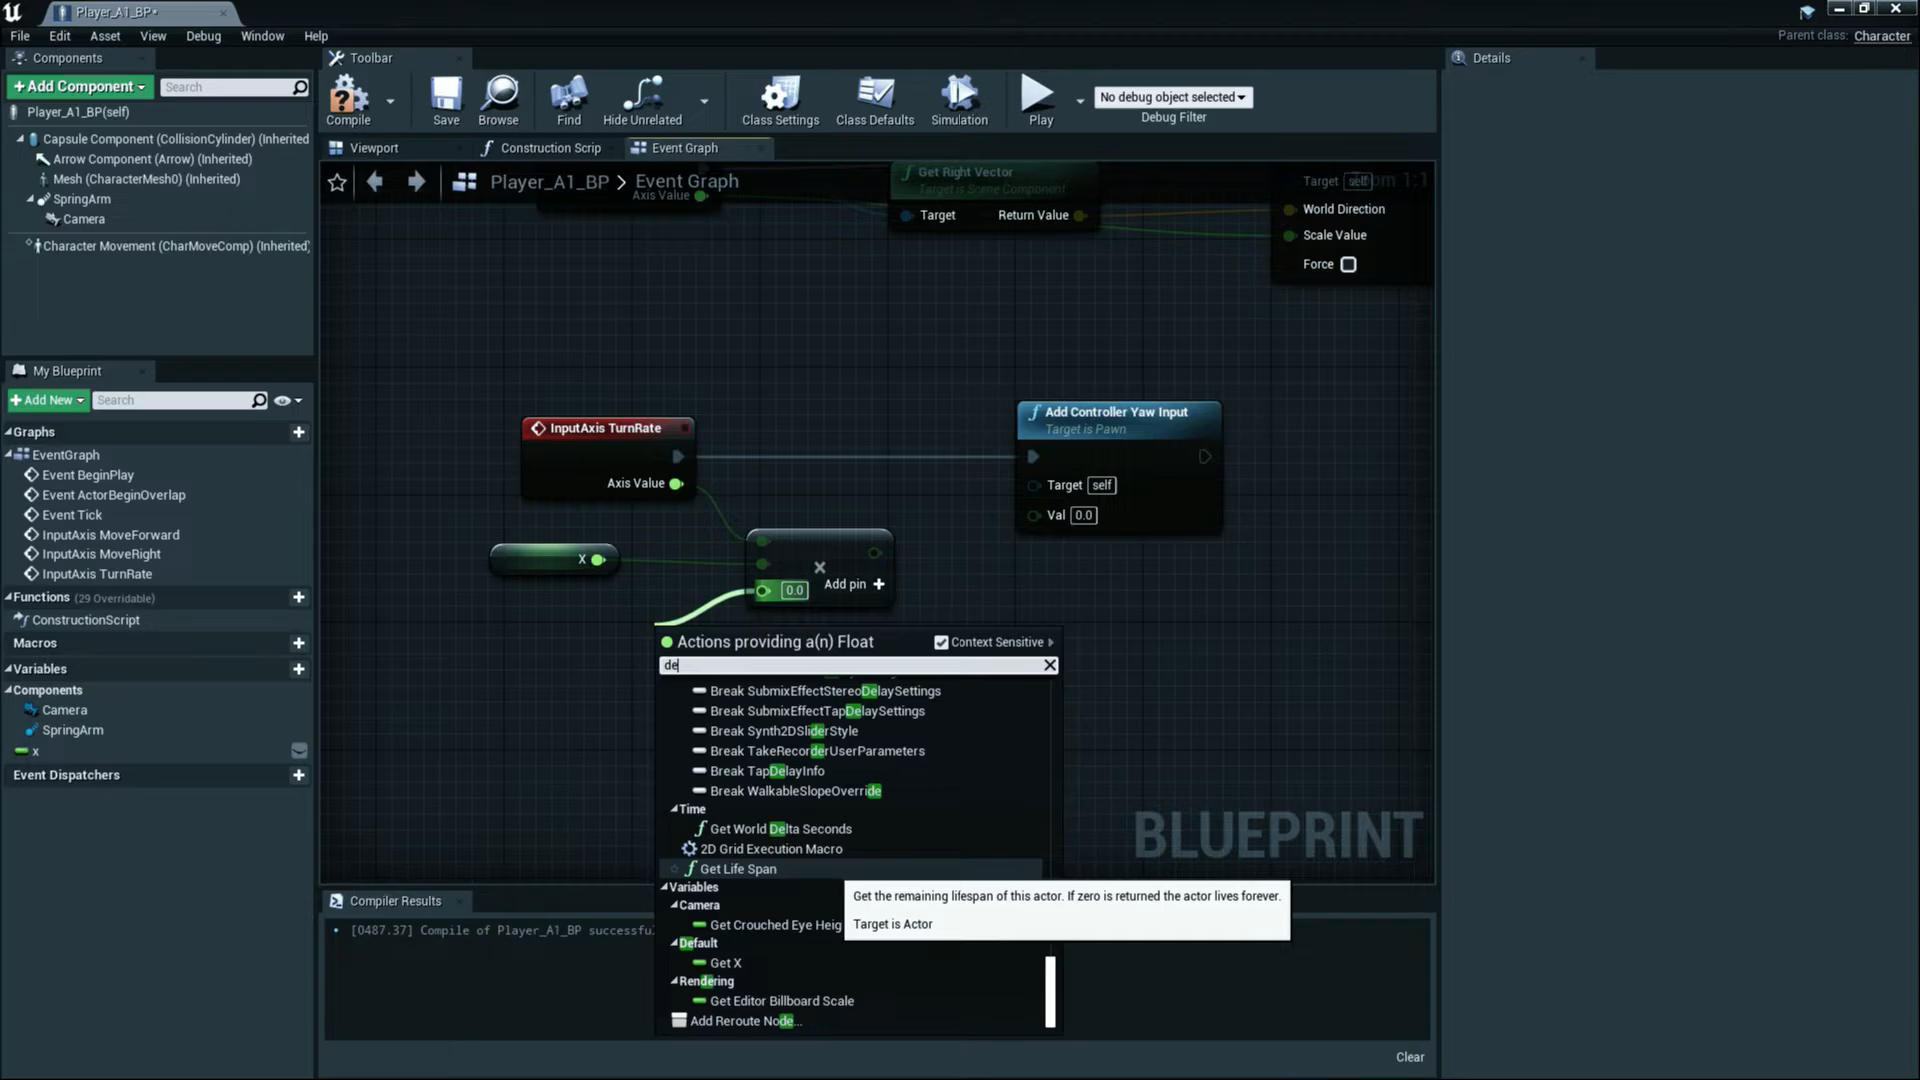 Player_A1_BP*
File Edit Asset View Debug Window Help
Parent class: Character
Components
+ Add Component
Search
Player_A1_BP(self)
Capsule Component (CollisionCylinder) (Inherited
Arrow Component (Arrow) (Inherited)
Mesh (CharacterMesh0) (Inherited)
SpringArm
Camera
Character Movement (CharMoveComp) (Inherited)
Toolbar
Compile
Save
Browse
Find
Hide Unrelated
Class Settings
Class Defaults
Simulation
Play
No debug object selected
Debug Filter
Details
Viewport
Construction Scrip
Event Graph
Player_A1_BP > Event Graph
My Blueprint
+ Add New
Search
Graphs
EventGraph
Event BeginPlay
Event ActorBeginOverlap
Event Tick
InputAxis MoveForward
InputAxis MoveRight
InputAxis TurnRate
Functions (29 Overridable)
ConstructionScript
Macros
Variables
Components
Camera
SpringArm
x
Event Dispatchers
Axis Value
Get Right Vector
Target is Scene Component
Target Return Value
Target self
World Direction
Scale Value
Force
InputAxis TurnRate
Axis Value
Add Controller Yaw Input
Target is Pawn
Target self
Val 0.0
X
0.0
Add pin +
Actions providing a(n) Float
Context Sensitive
de
Break SubmixEffectStereoDelaySettings
Break SubmixEffectTapDelaySettings
Break Synth2DSliderStyle
Break TakeRecorderUserParameters
Break TapDelayInfo
Break WalkableSlopeOverride
Time
Get World Delta Seconds
2D Grid Execution Macro
Get Life Span
Variables
Camera
Get Crouched Eye Heig
Default
Get X
Rendering
Get Editor Billboard Scale
Add Reroute Node...
Get the remaining lifespan of this actor. If zero is returned the actor lives forever.
Target is Actor
BLUEPRINT
Compiler Results
[0487.37] Compile of Player_A1_BP successful
Clear